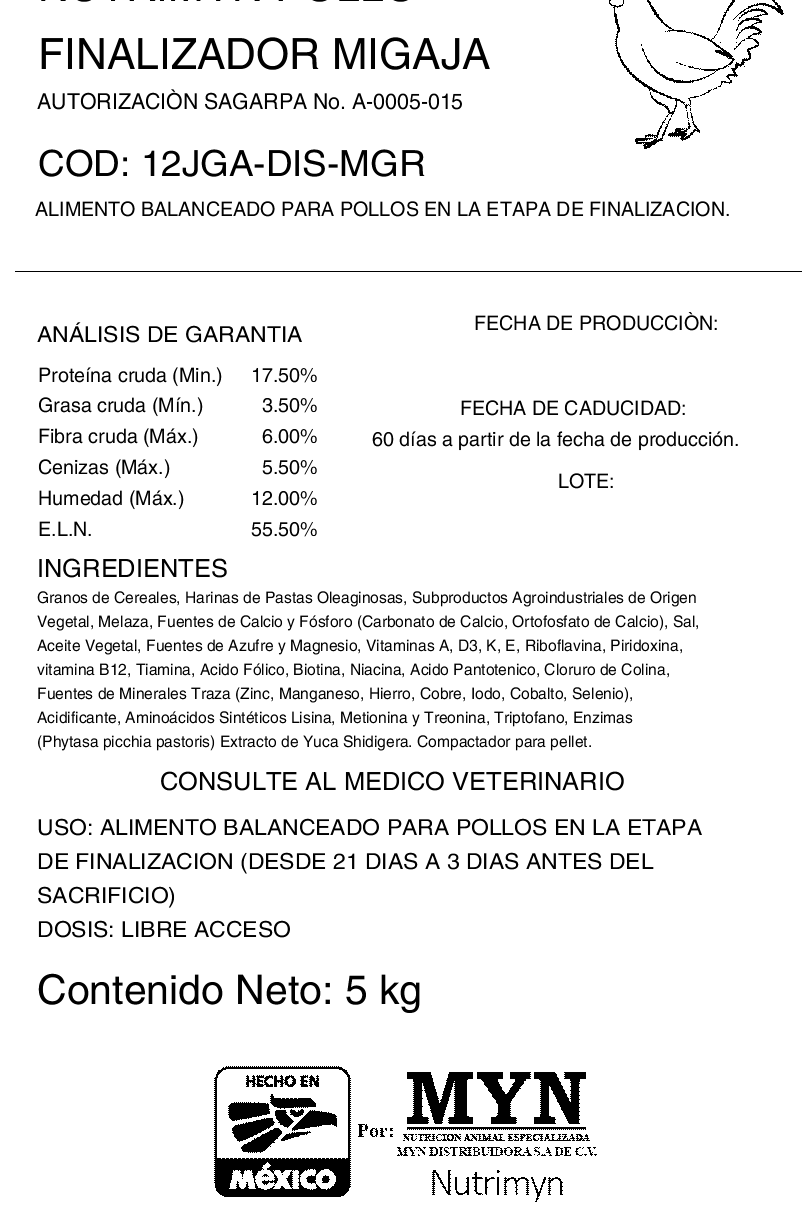 FINALIZADOR MIGAJA
AUTORIZACIÒN SAGARPA No. A-0005-015
COD: 12JGA-DIS-MGR
ALIMENTO BALANCEADO PARA POLLOS EN LA ETAPA DE FINALIZACION.
ANÁLISIS DE GARANTIA
Proteína cruda (Min.) 17.50%
Grasa cruda (Mín.) 3.50%
Fibra cruda (Máx.) 6.00%
Cenizas (Máx.) 5.50%
Humedad (Máx.) 12.00%
E.L.N. 55.50%
FECHA DE PRODUCCIÒN:
FECHA DE CADUCIDAD:
60 días a partir de la fecha de producción.
LOTE:
INGREDIENTES
Granos de Cereales, Harinas de Pastas Oleaginosas, Subproductos Agroindustriales de Origen
Vegetal, Melaza, Fuentes de Calcio y Fósforo (Carbonato de Calcio, Ortofosfato de Calcio), Sal,
Aceite Vegetal, Fuentes de Azufre y Magnesio, Vitaminas A, D3, K, E, Riboflavina, Piridoxina,
vitamina B12, Tiamina, Acido Fólico, Biotina, Niacina, Acido Pantotenico, Cloruro de Colina,
Fuentes de Minerales Traza (Zinc, Manganeso, Hierro, Cobre, Iodo, Cobalto, Selenio),
Acidificante, Aminoácidos Sintéticos Lisina, Metionina y Treonina, Triptofano, Enzimas
(Phytasa picchia pastoris) Extracto de Yuca Shidigera. Compactador para pellet.
CONSULTE AL MEDICO VETERINARIO
USO: ALIMENTO BALANCEADO PARA POLLOS EN LA ETAPA
DE FINALIZACION (DESDE 21 DIAS A 3 DIAS ANTES DEL
SACRIFICIO)
DOSIS: LIBRE ACCESO
Contenido Neto: 5 kg
HECHO EN
MéXICO
Por:
MYN
NUTRICION ANIMAL ESPECIALIZADA
MYN DISTRIBUIDORA S.A DE C.V.
Nutrimyn